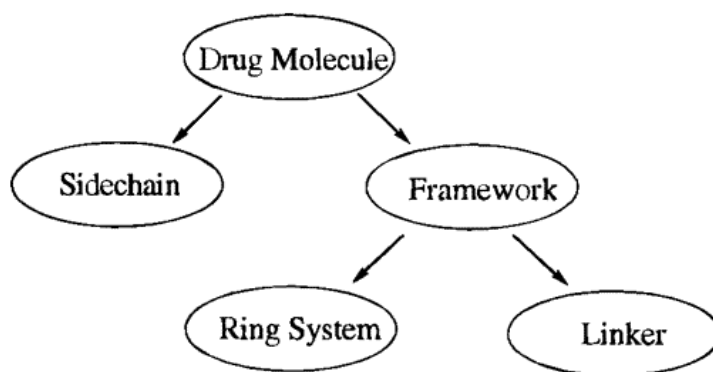 Drug Molecule
Sidechain
Framework
Ring System
Linker